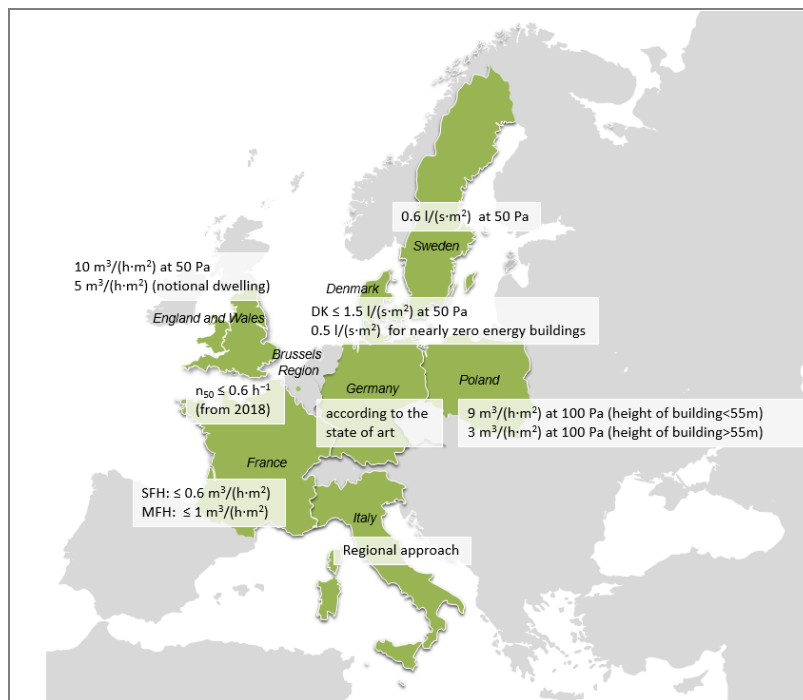 0.6 l/(s·m²) at 50 Pa
Sweden
10 m³/(h·m²) at 50 Pa
5 m³/(h·m²) (notional dwelling)
England and Wales
Denmark
DK ≤ 1.5 l/(s·m²) at 50 Pa
0.5 l/(s·m²) for nearly zero energy buildings
Brussels
Region
n₅₀ ≤ 0.6 h⁻¹
(from 2018)
Germany
according to the
state of art
Poland
9 m³/(h·m²) at 100 Pa (height of building<55m)
3 m³/(h·m²) at 100 Pa (height of building>55m)
France
SFH: ≤ 0.6 m³/(h·m²)
MFH: ≤ 1 m³/(h·m²)
Italy
Regional approach